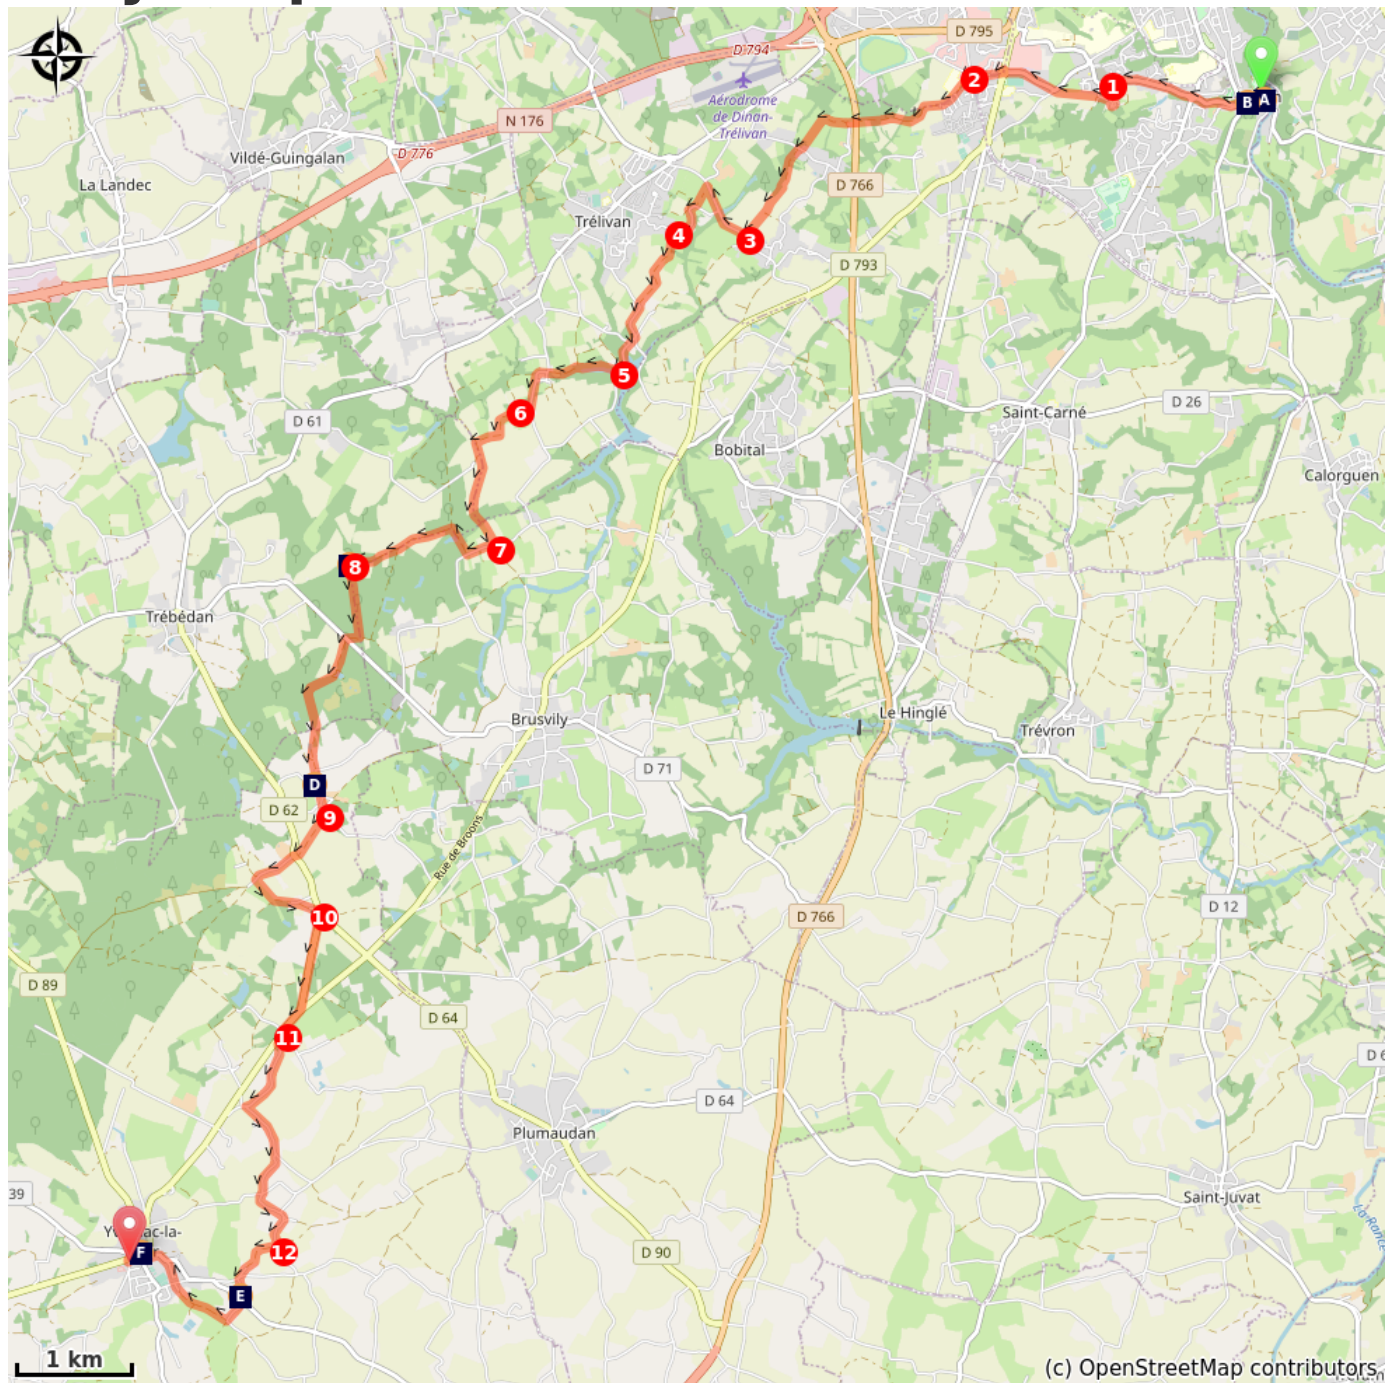 D 795
D 794
2
1
B
A
Aérodrome
de Dinan-
Trélivan
N 176
D 776
Vildé-Guingalan
La Landec
D 766
Trélivan
4
3
D 793
5
6
D 26
Saint-Carné
D 61
Bobital
Calorguen
7
8
Trébédan
Brusvily
Le Hinglé
Trévron
D 71
D
D 62
9
Rue de Broons
10
D 766
D 12
D 89
D 64
11
D 6
D 64
Plumaudan
39
Saint-Juvat
La Rance
F
12
D 90
E
1 km
(c) OpenStreetMap contributors